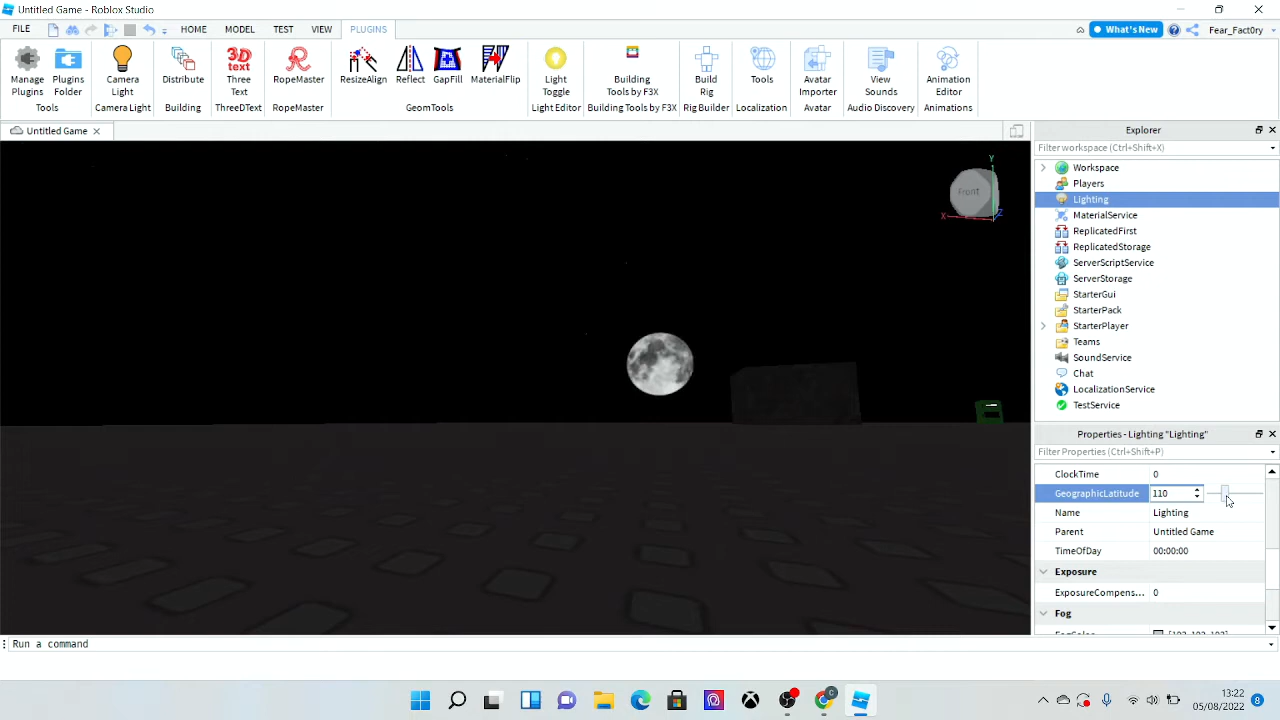 Untitled Game - Roblox Studio
FILE HOME MODEL TEST VIEW PLUGINS What's New Fear_Fact0ry
Manage Plugins
Plugins Folder
Tools
Camera Light
Camera Light
Distribute
Building
3D TEXT
Three Text
ThreeDText
RopeMaster
RopeMaster
ResizeAlign
Reflect
GapFill
MaterialFlip
GeomTools
Light Toggle
Light Editor
Building Tools by F3X
Building Tools by F3X
Build Rig
Rig Builder
Tools
Localization
Avatar Importer
Avatar
View Sounds
Audio Discovery
Animation Editor
Animations
Untitled Game
Front
Y
X
Z
Explorer
Filter workspace (Ctrl+Shift+X)
Workspace
Players
Lighting
MaterialService
ReplicatedFirst
ReplicatedStorage
ServerScriptService
ServerStorage
StarterGui
StarterPack
StarterPlayer
Teams
SoundService
Chat
LocalizationService
TestService
Properties - Lighting "Lighting"
Filter Properties (Ctrl+Shift+P)
ClockTime 0
GeographicLatitude 110
Name Lighting
Parent Untitled Game
TimeOfDay 00:00:00
Exposure
ExposureCompens... 0
Fog
Run a command
13:22
05/08/2022
8